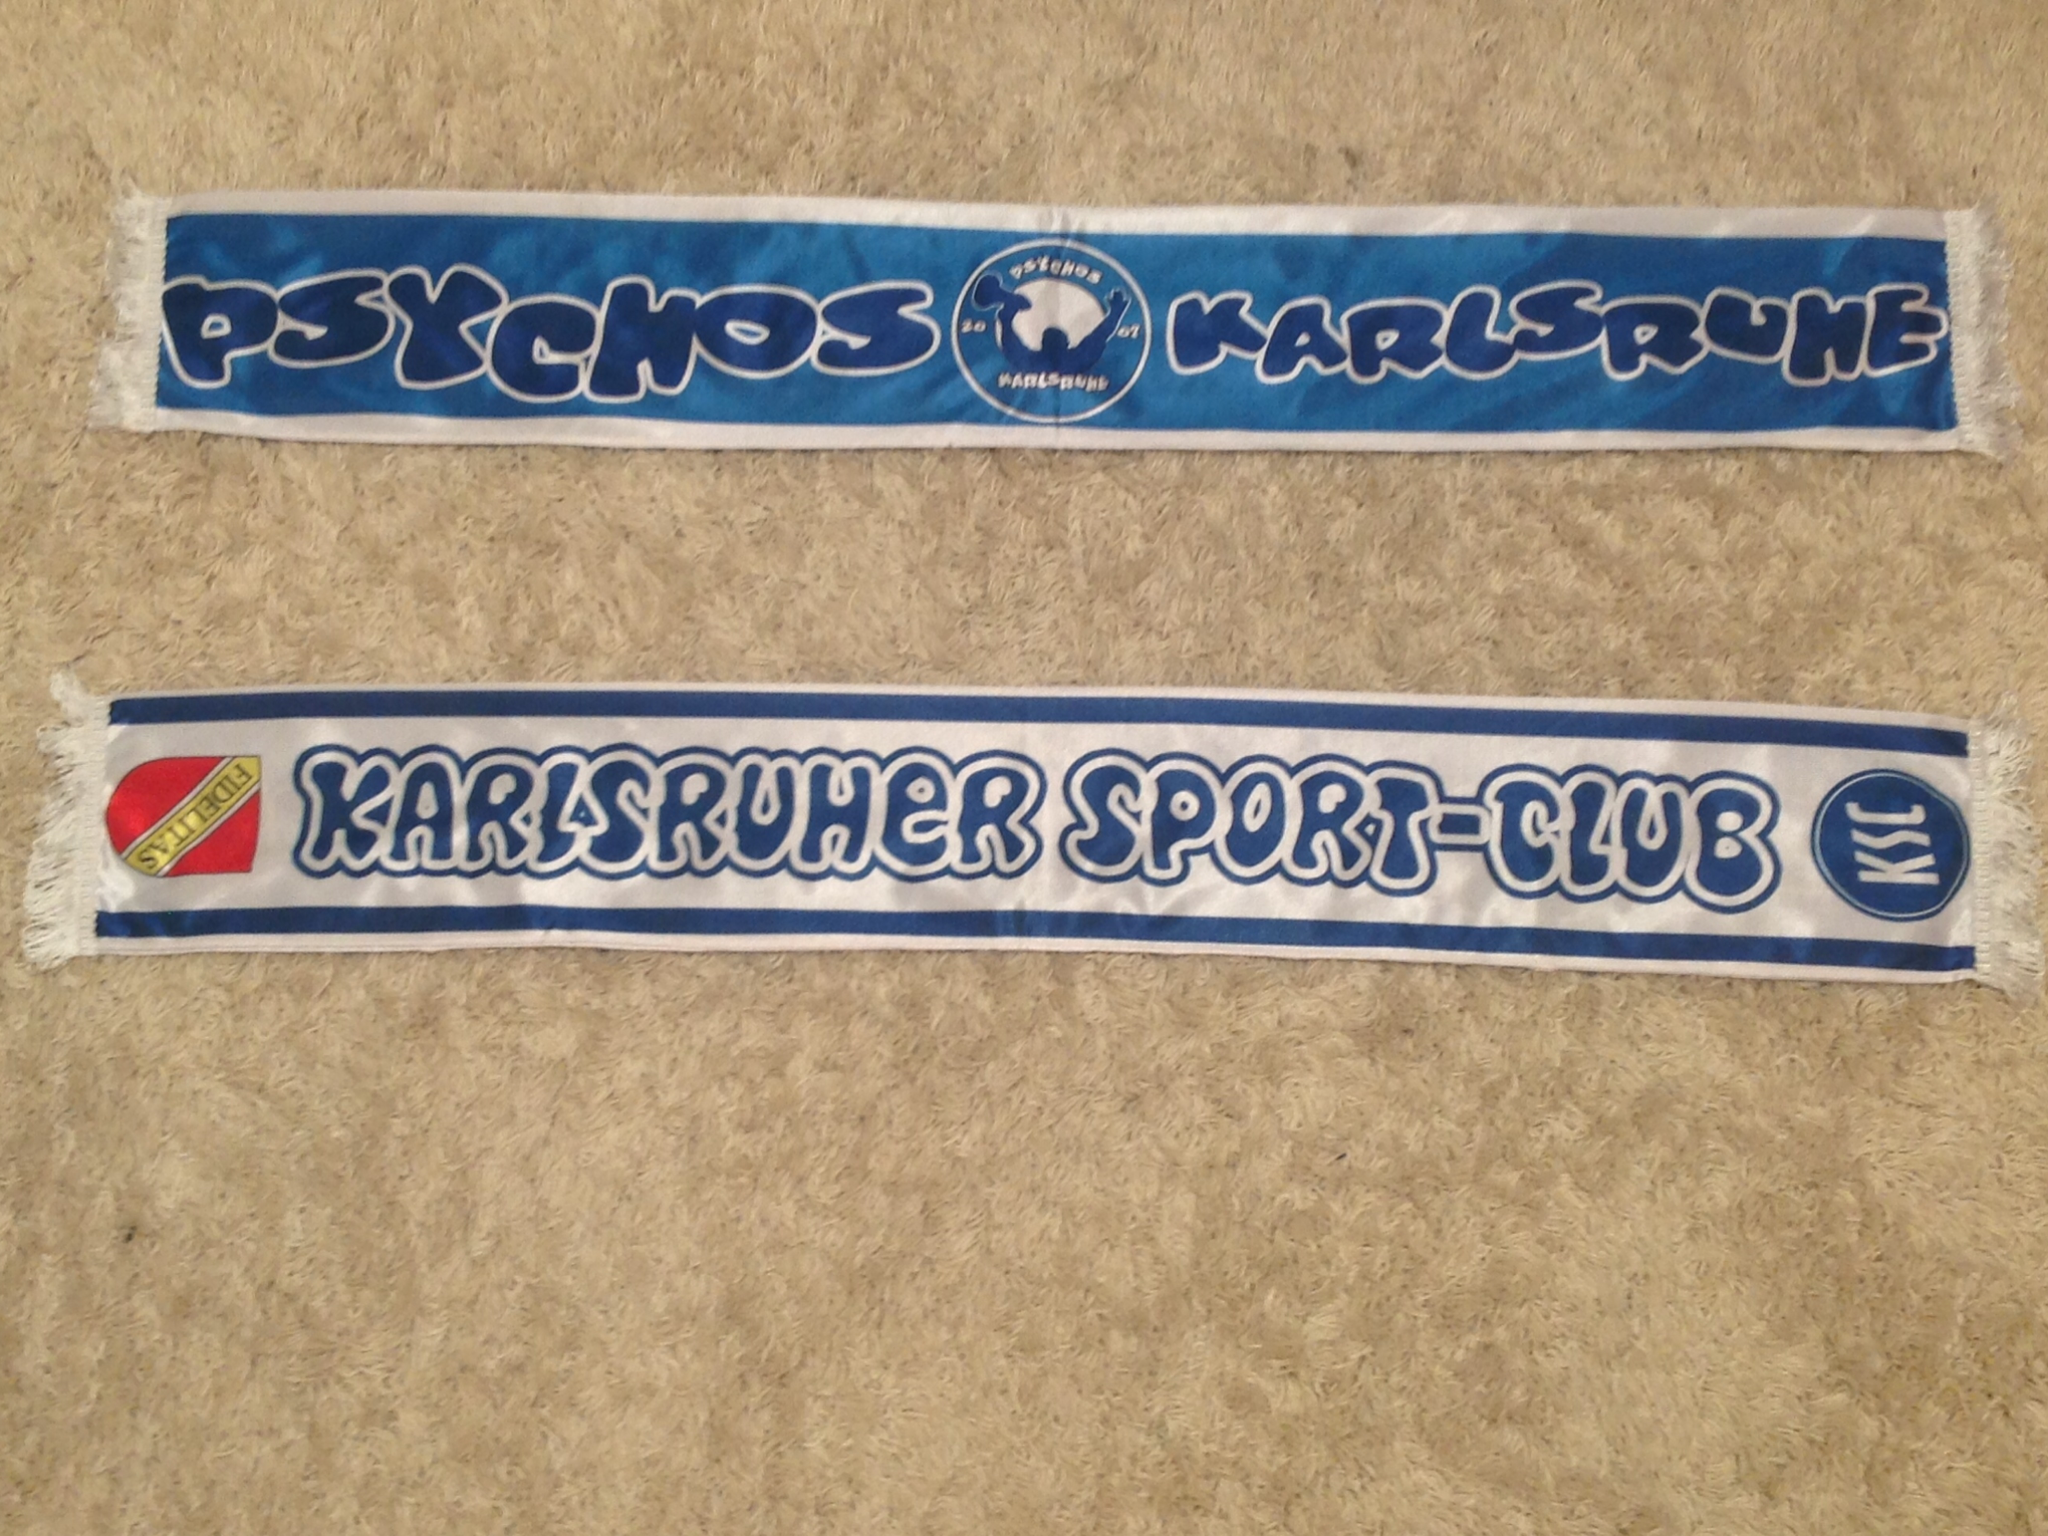 PSYCHOS
PSYCHOS
20 07
KARLSRUHE
KARLSRUHE
FIDELITAS
KARLSRUHER SPORT-CLUB
KSC